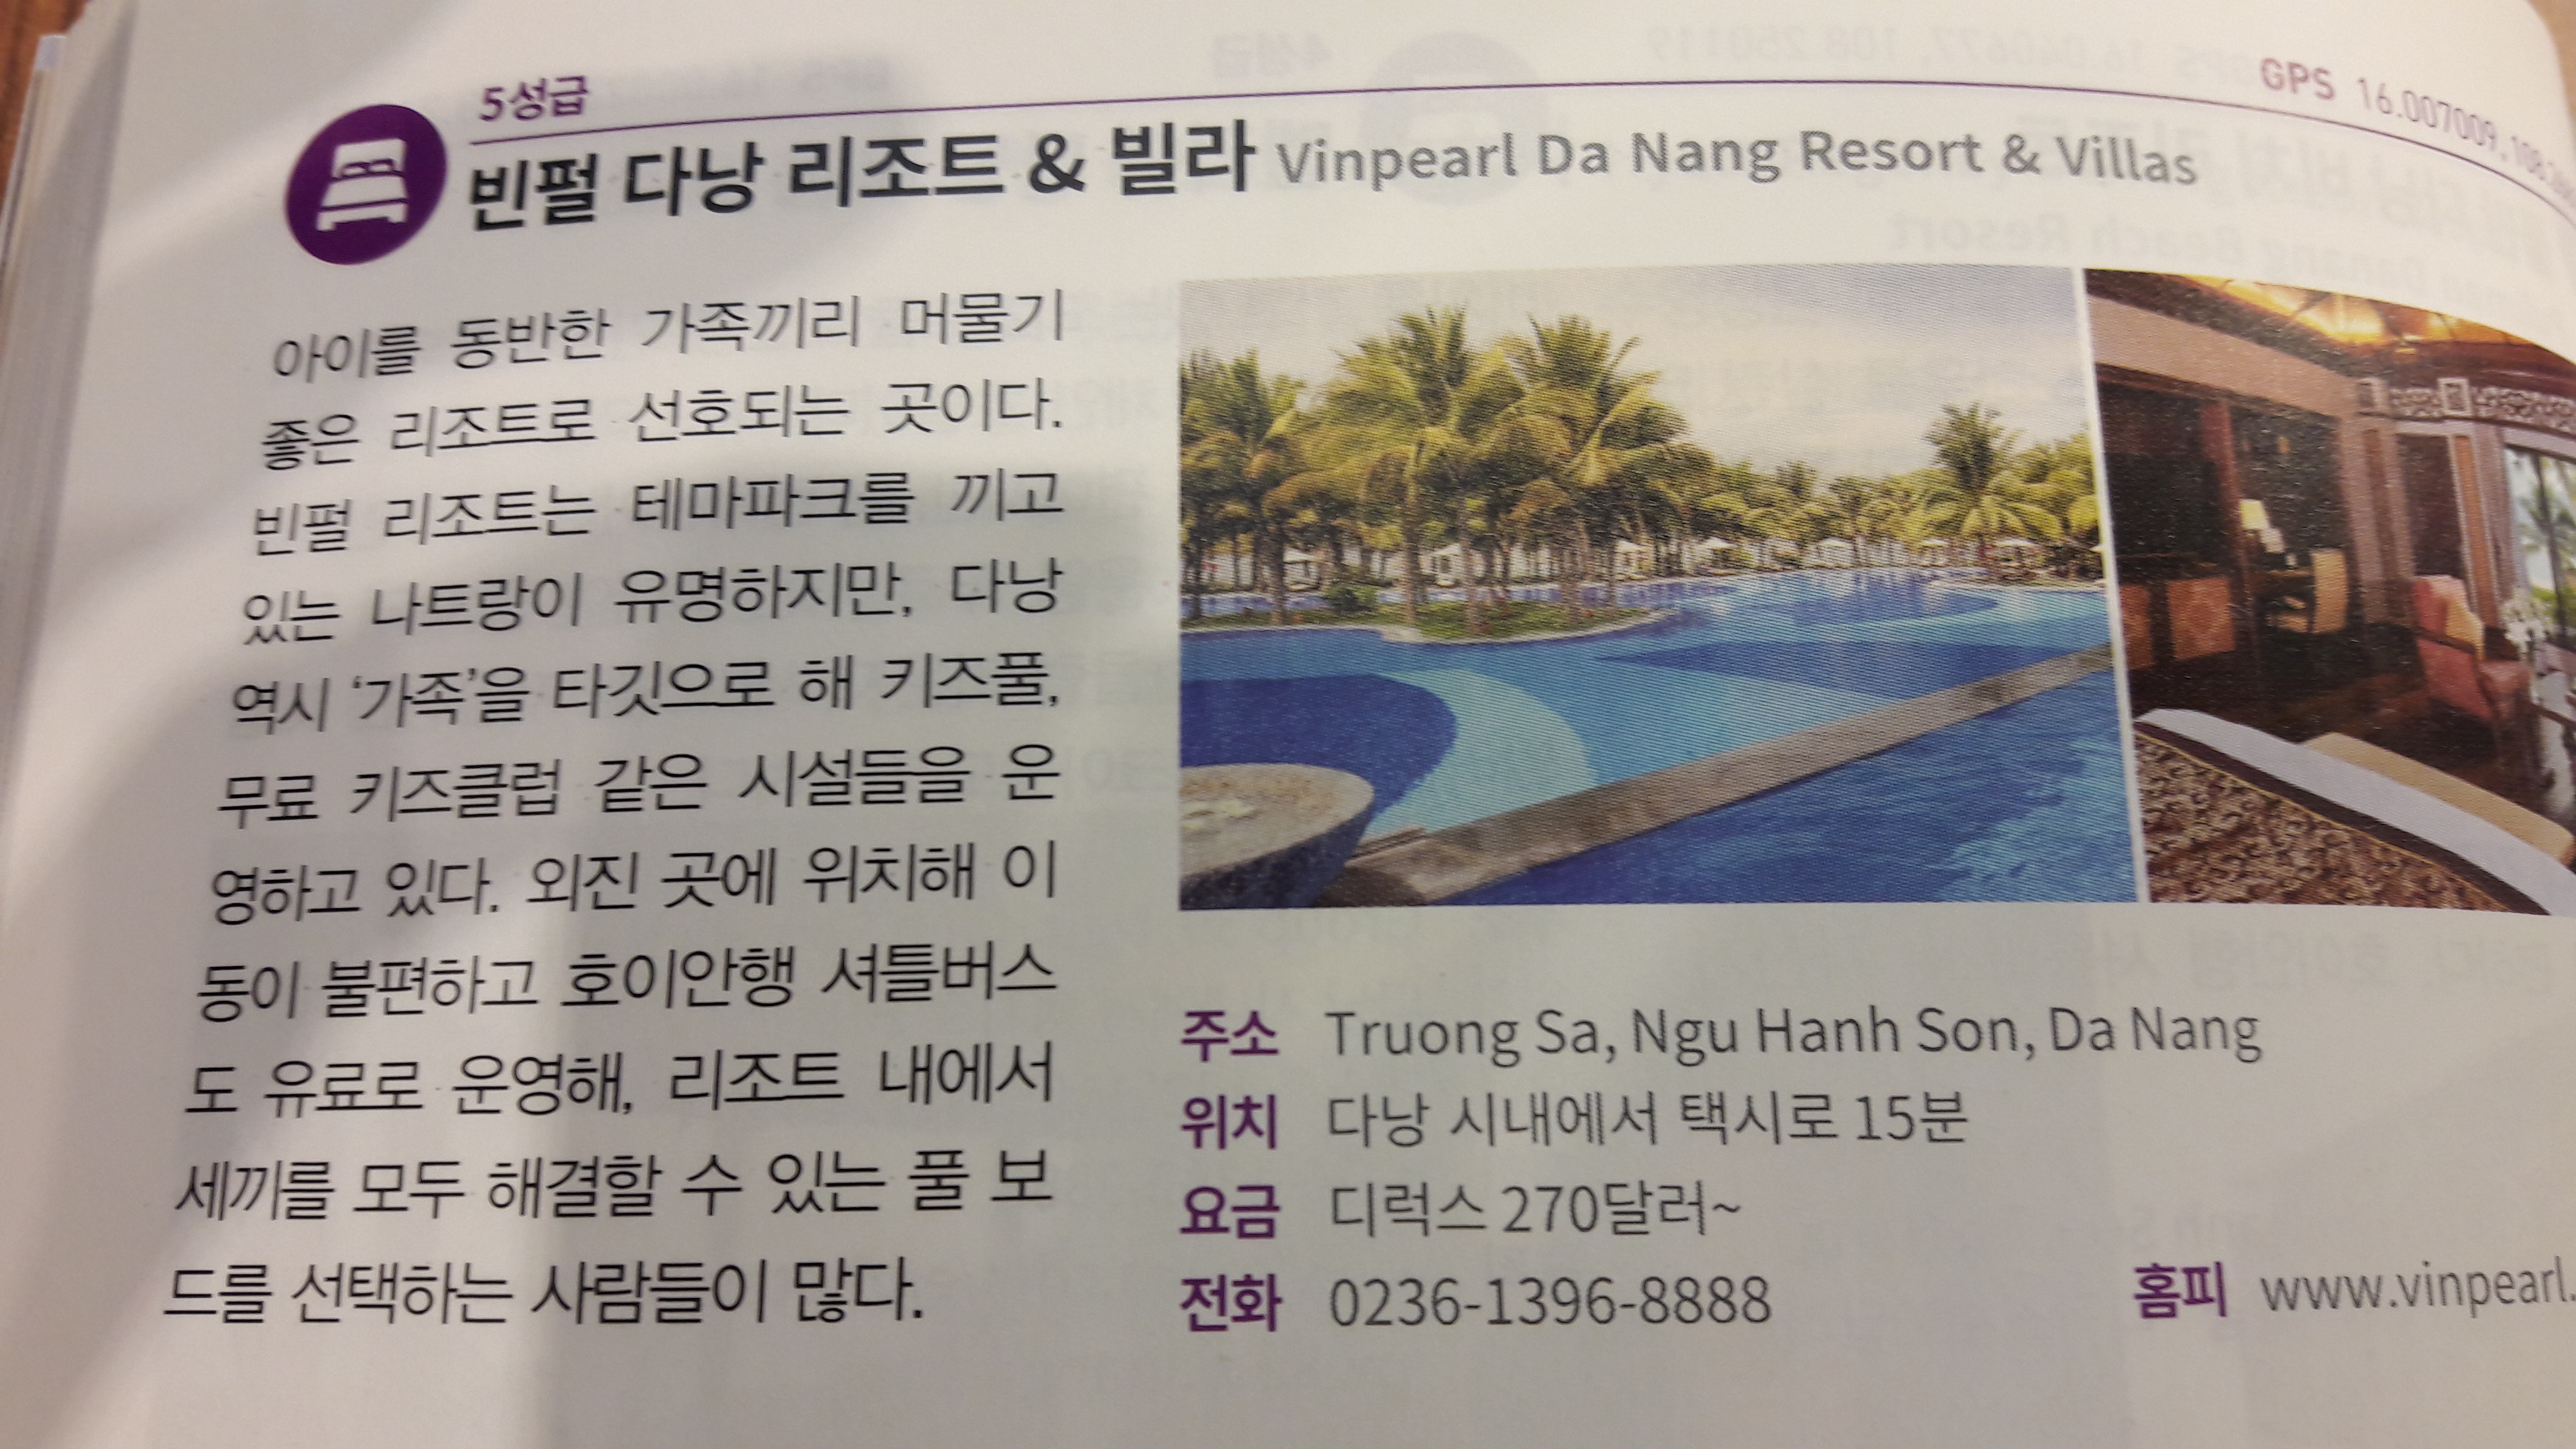 5성급
GPS 16.007009,
빈펄 다낭 리조트 & 빌라 Vinpearl Da Nang Resort & Villas
아이를 동반한 가족끼리 머물기
좋은 리조트로 선호되는 곳이다.
빈펄 리조트는 테마파크를 끼고
있는 나트랑이 유명하지만, 다낭
역시 ‘가족’을 타깃으로 해 키즈풀,
무료 키즈클럽 같은 시설들을 운
영하고 있다. 외진 곳에 위치해 이
동이 불편하고 호이안행 셔틀버스
도 유료로 운영해, 리조트 내에서
세끼를 모두 해결할 수 있는 풀 보
드를 선택하는 사람들이 많다.
주소 Truong Sa, Ngu Hanh Son, Da Nang
위치 다낭 시내에서 택시로 15분
요금 디럭스 270달러~
전화 0236-1396-8888
홈피 www.vinpearl.